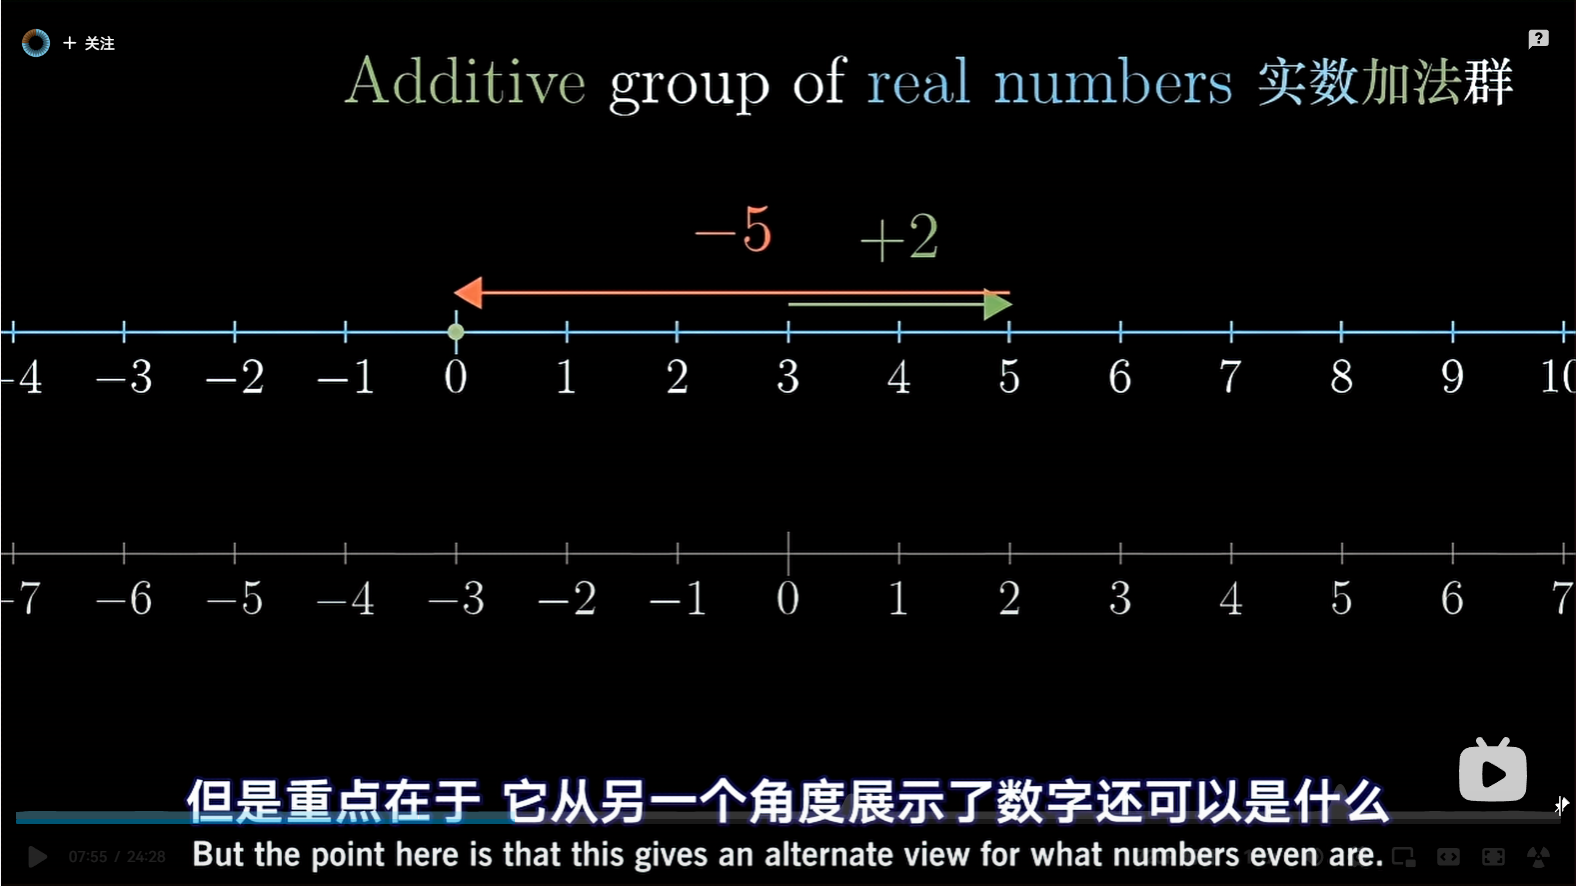 + 关注
Additive group of real numbers 实数加法群
−5 +2
-4 −3 −2 −1 0 1 2 3 4 5 6 7 8 9 10
-7 −6 −5 −4 −3 −2 −1 0 1 2 3 4 5 6 7
但是重点在于 它从另一个角度展示了数字还可以是什么
07:55 / 24:28
But the point here is that this gives an alternate view for what numbers even are.